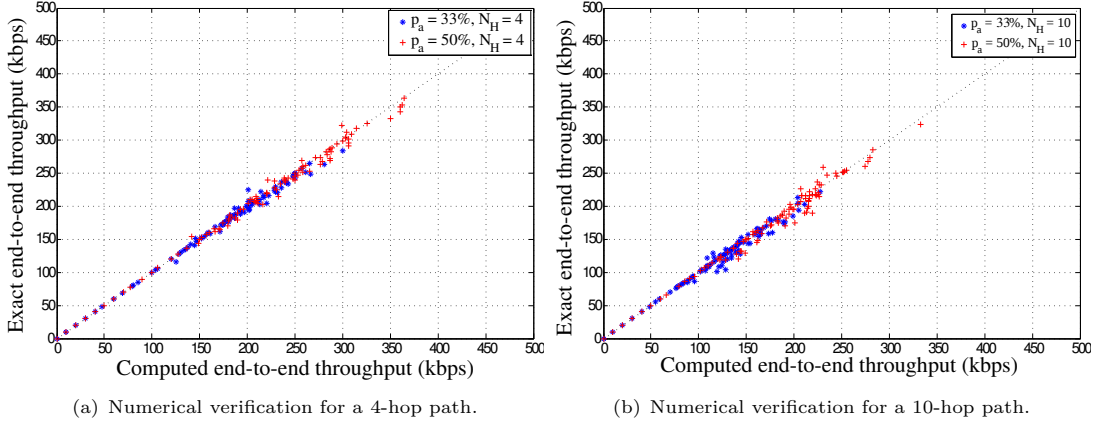 500
450
400
350
300
250
200
150
100
50
0
Exact end-to-end throughput (kbps)
p_a = 33%, N_H = 4
p_a = 50%, N_H = 4
0 50 100 150 200 250 300 350 400 450 500
Computed end-to-end throughput (kbps)
(a) Numerical verification for a 4-hop path.
500
450
400
350
300
250
200
150
100
50
0
Exact end-to-end throughput (kbps)
p_a = 33%, N_H = 10
p_a = 50%, N_H = 10
0 50 100 150 200 250 300 350 400 450 500
Computed end-to-end throughput (kbps)
(b) Numerical verification for a 10-hop path.